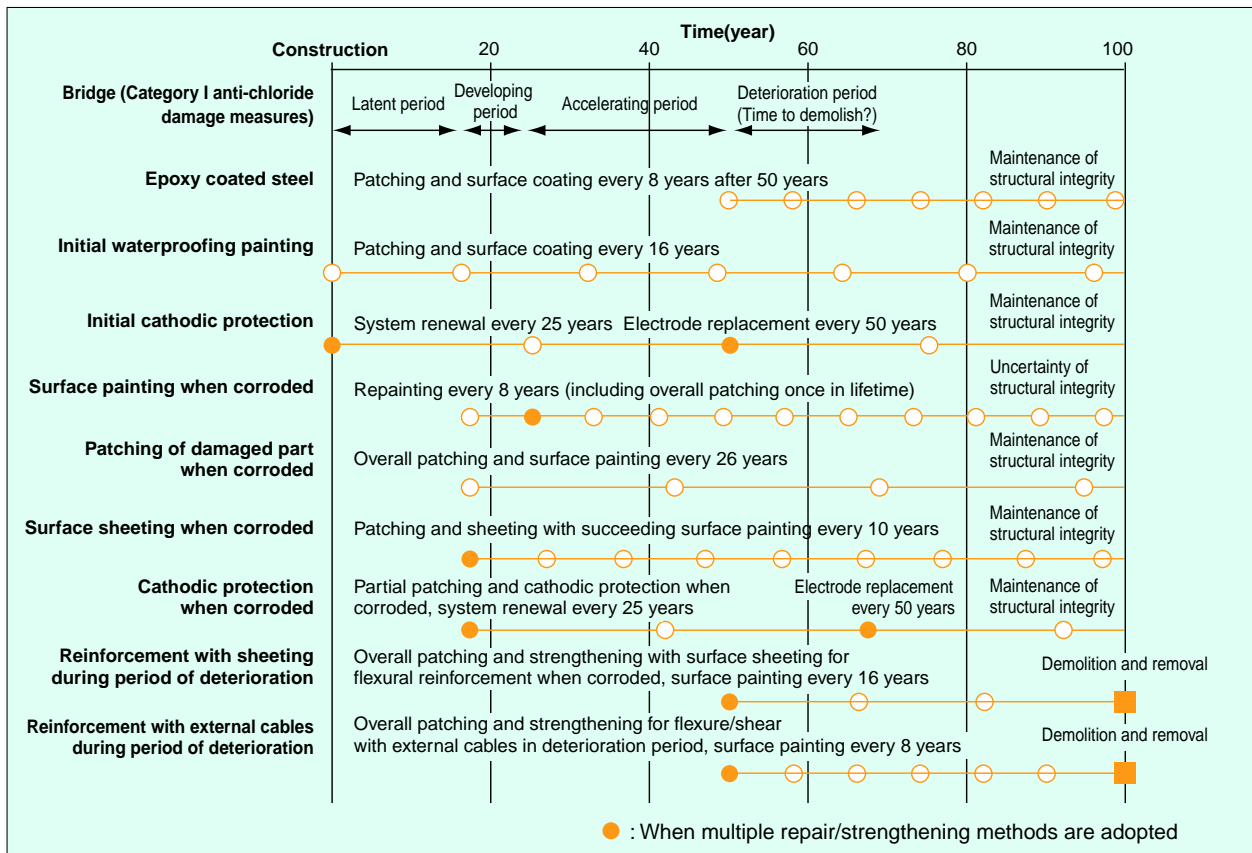 Time(year)
Construction 20 40 60 80 100
Bridge (Category I anti-chloride
damage measures)
Latent period
Developing
period
Accelerating period
Deterioration period
(Time to demolish?)
Epoxy coated steel
Patching and surface coating every 8 years after 50 years
Maintenance of
structural integrity
Initial waterproofing painting
Patching and surface coating every 16 years
Maintenance of
structural integrity
Initial cathodic protection
System renewal every 25 years Electrode replacement every 50 years
Maintenance of
structural integrity
Surface painting when corroded
Repainting every 8 years (including overall patching once in lifetime)
Uncertainty of
structural integrity
Patching of damaged part
when corroded
Overall patching and surface painting every 26 years
Maintenance of
structural integrity
Surface sheeting when corroded
Patching and sheeting with succeeding surface painting every 10 years
Maintenance of
structural integrity
Cathodic protection
when corroded
Partial patching and cathodic protection when
corroded, system renewal every 25 years
Electrode replacement
every 50 years
Maintenance of
structural integrity
Reinforcement with sheeting
during period of deterioration
Overall patching and strengthening with surface sheeting for
flexural reinforcement when corroded, surface painting every 16 years
Demolition and removal
Reinforcement with external cables
during period of deterioration
Overall patching and strengthening for flexure/shear
with external cables in deterioration period, surface painting every 8 years
Demolition and removal
: When multiple repair/strengthening methods are adopted